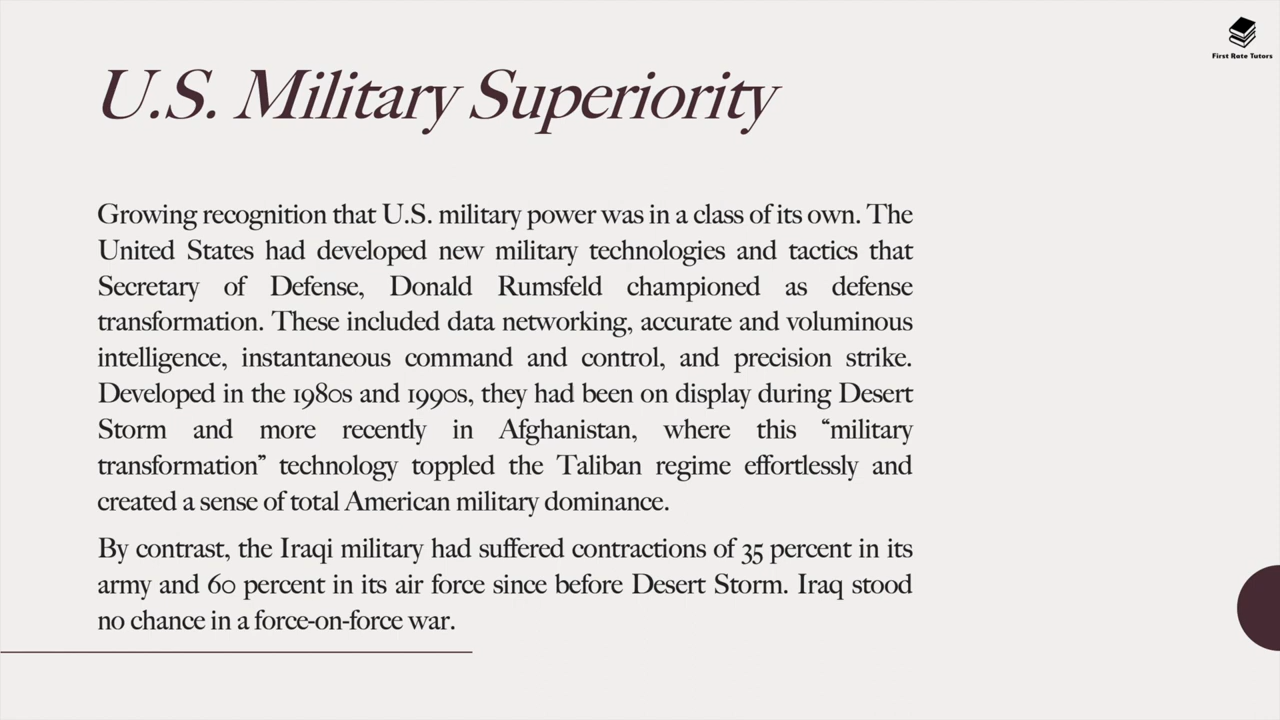 First Rate Tutors
U.S. Military Superiority
Growing recognition that U.S. military power was in a class of its own. The
United States had developed new military technologies and tactics that
Secretary of Defense, Donald Rumsfeld championed as defense
transformation. These included data networking, accurate and voluminous
intelligence, instantaneous command and control, and precision strike.
Developed in the 1980s and 1990s, they had been on display during Desert
Storm and more recently in Afghanistan, where this “military
transformation” technology toppled the Taliban regime effortlessly and
created a sense of total American military dominance.
By contrast, the Iraqi military had suffered contractions of 35 percent in its
army and 60 percent in its air force since before Desert Storm. Iraq stood
no chance in a force-on-force war.